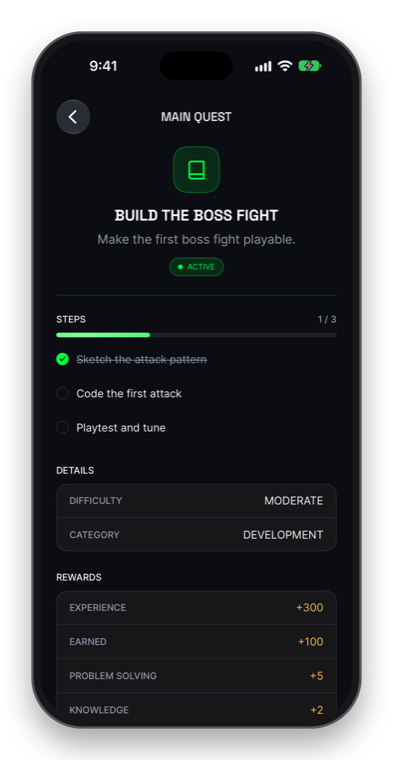 9:41
MAIN QUEST
BUILD THE BOSS FIGHT
Make the first boss fight playable.
ACTIVE
STEPS 1 / 3
Sketch the attack pattern
Code the first attack
Playtest and tune
DETAILS
DIFFICULTY MODERATE
CATEGORY DEVELOPMENT
REWARDS
EXPERIENCE +300
EARNED +100
PROBLEM SOLVING +5
KNOWLEDGE +2